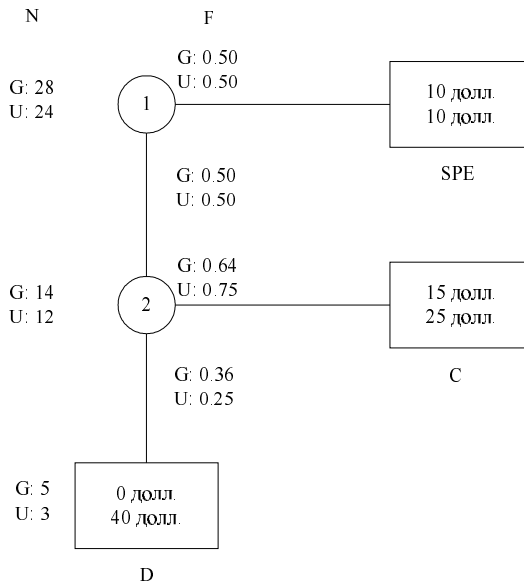 N
F
G: 0.50
U: 0.50
G: 28
U: 24
1
10 долл.
10 долл.
SPE
G: 0.50
U: 0.50
G: 0.64
U: 0.75
G: 14
U: 12
2
15 долл.
25 долл.
C
G: 0.36
U: 0.25
G: 5
U: 3
0 долл.
40 долл.
D